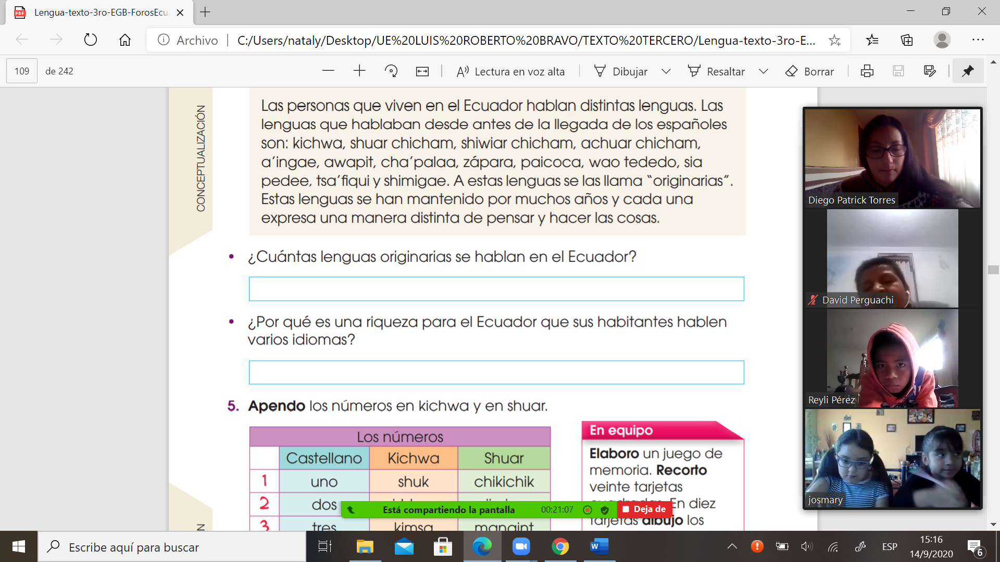 Lengua-texto-3ro-EGB-ForosEcu
Archivo
C:/Users/nataly/Desktop/UE%20LUIS%20ROBERTO%20BRAVO/TEXTO%20TERCERO/Lengua-texto-3ro-E...
109 de 242
Lectura en voz alta
Dibujar
Resaltar
Borrar
CONCEPTUALIZACIÓN
Las personas que viven en el Ecuador hablan distintas lenguas. Las
lenguas que hablaban desde antes de la llegada de los españoles
son: kichwa, shuar chicham, shiwiar chicham, achuar chicham,
a'ingae, awapit, cha'palaa, zápara, paicoca, wao tededo, sia
pedee, tsa'fiqui y shimigae. A estas lenguas se las llama "originarias".
Estas lenguas se han mantenido por muchos años y cada una
expresa una manera distinta de pensar y hacer las cosas.
• ¿Cuántas lenguas originarias se hablan en el Ecuador?
• ¿Por qué es una riqueza para el Ecuador que sus habitantes hablen
varios idiomas?
5. Apendo los números en kichwa y en shuar.
Los números
Castellano Kichwa Shuar
1 uno shuk chikichik
2 dos
3 tres kimsa manaint
En equipo
Elaboro un juego de
memoria. Recorto
veinte tarjetas
cuadradas. En diez
tarjetas dibujo los
Diego Patrick Torres
David Perguachi
Reyli Pérez
josmary
Está compartiendo la pantalla
00:21:07
Deja de
Escribe aquí para buscar
ESP
15:16
14/9/2020
6